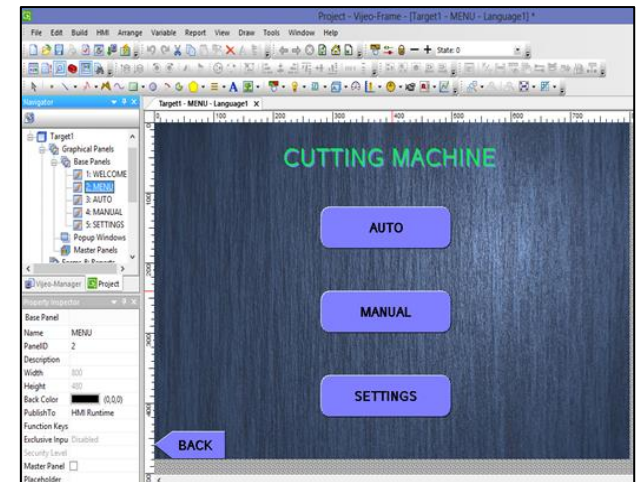 Project - Vijeo-Frame - [Target1 - MENU - Language1] *
File Edit Build HMI Arrange Variable Report View Draw Tools Window Help
State: 0
Navigator
Target1 - MENU - Language1 X
0 100 200 300 400 500 600 700
Target1
Graphical Panels
Base Panels
1: WELCOME
2: MENU
3: AUTO
4: MANUAL
5: SETTINGS
Popup Windows
Master Panels
Vijeo-Manager Project
Property Inspector
Base Panel
Name MENU
PanelID 2
Description
Width 800
Height 480
Back Color (0,0,0)
PublishTo HMI Runtime
Function Keys
Exclusive Inpu Disabled
Security Level
Master Panel
Placeholder
CUTTING MACHINE
AUTO
MANUAL
SETTINGS
BACK